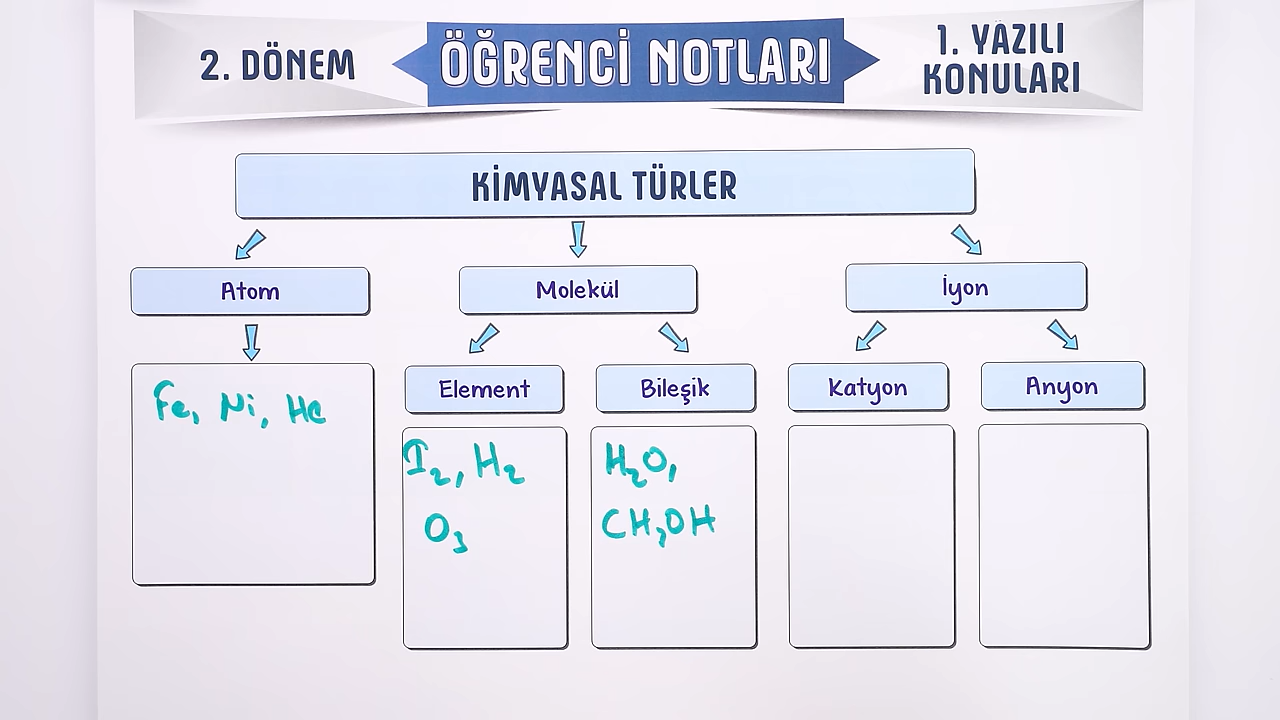 2. DÖNEM
ÖĞRENCİ NOTLARI
1. YAZILI
KONULARI
KİMYASAL TÜRLER
Atom
Molekül
İyon
Fe, Ni, He
Element
Bileşik
Katyon
Anyon
I₂, H₂
O₃
H₂O,
CH₃OH